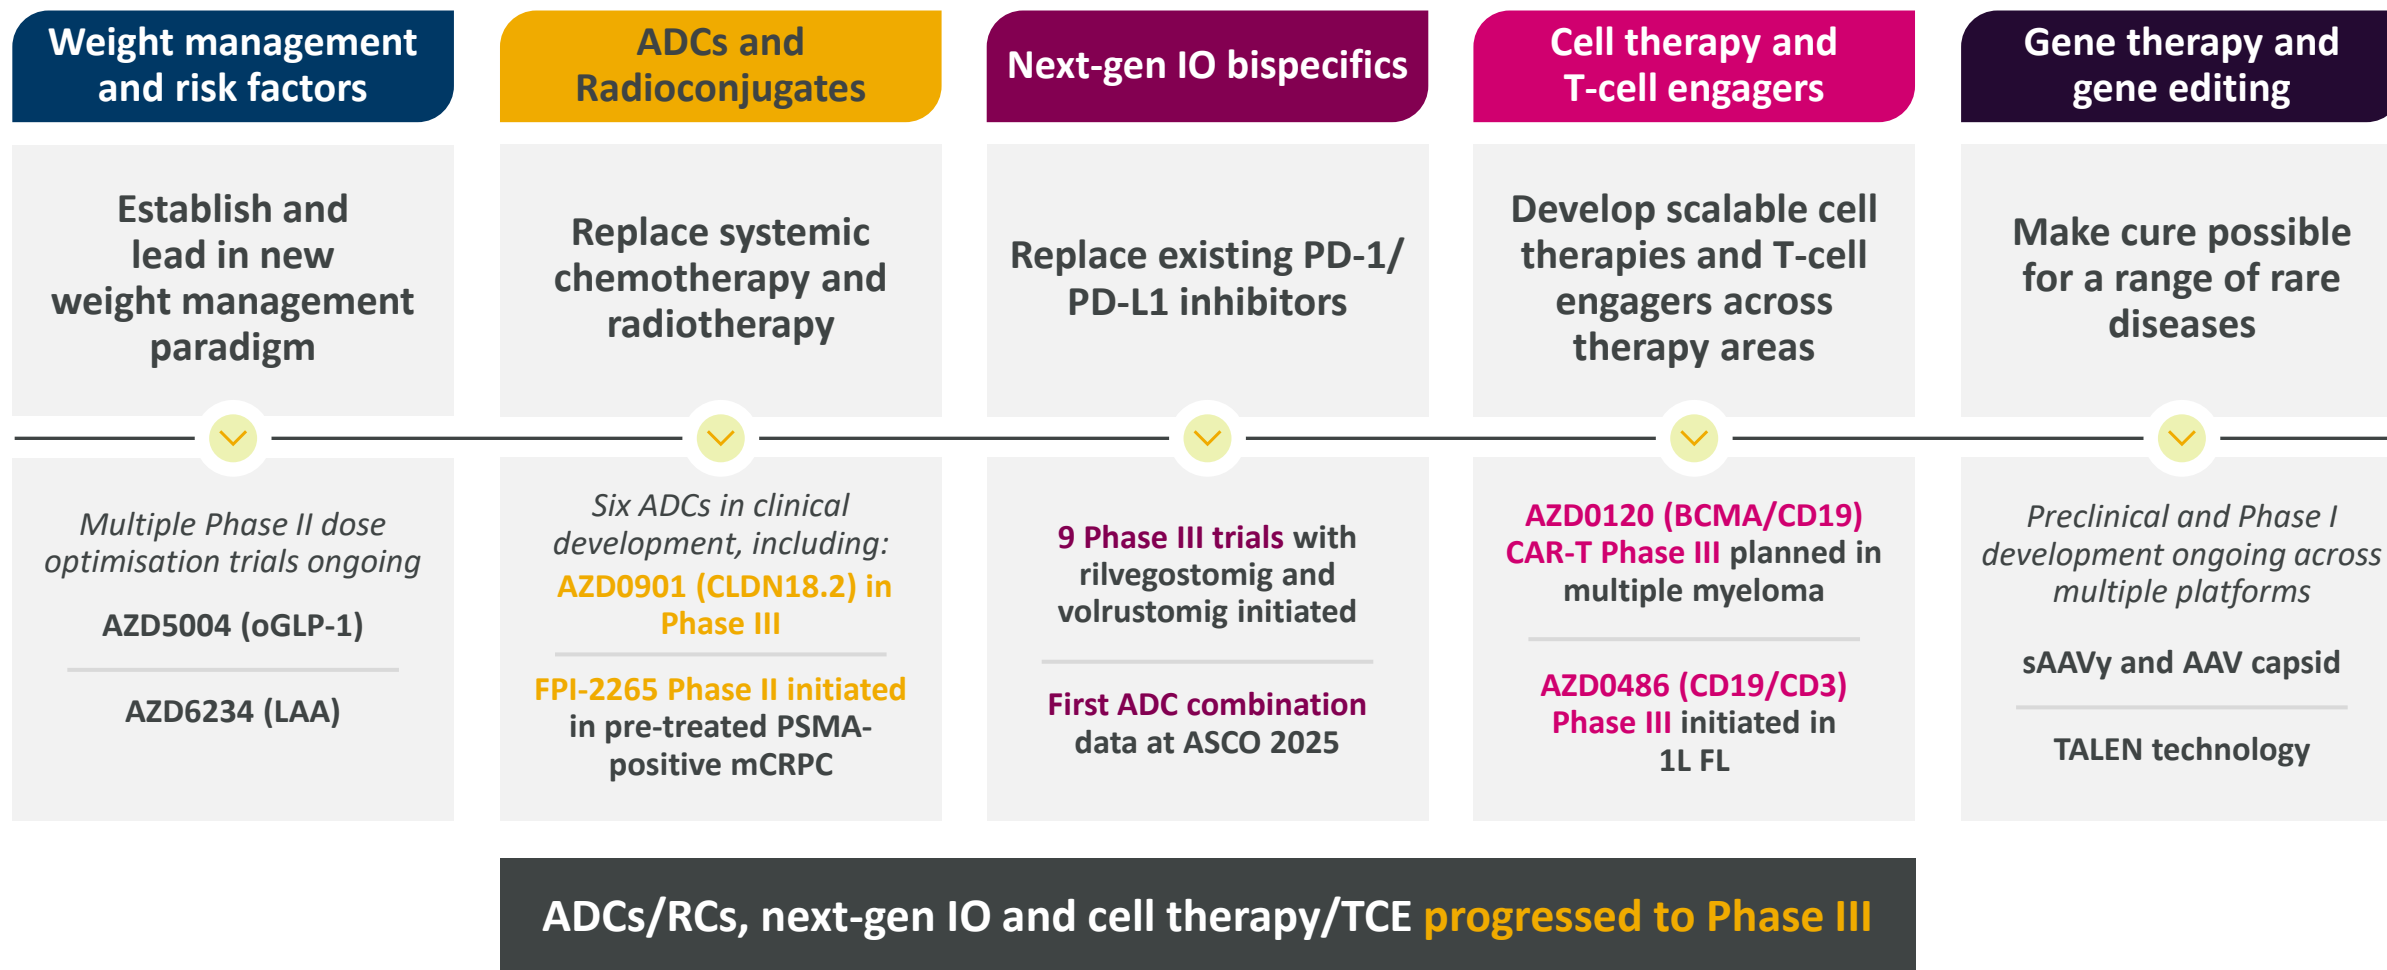 Weight management
and risk factors
Establish and
lead in new
weight management
paradigm
Multiple Phase II dose
optimisation trials ongoing
AZD5004 (oGLP-1)
AZD6234 (LAA)
ADCs and
Radioconjugates
Replace systemic
chemotherapy and
radiotherapy
Six ADCs in clinical
development, including:
AZD0901 (CLDN18.2) in
Phase III
FPI-2265 Phase II initiated
in pre-treated PSMA-
positive mCRPC
Next-gen IO bispecifics
Replace existing PD-1/
PD-L1 inhibitors
9 Phase III trials with
rilvegostomig and
volrustomig initiated
First ADC combination
data at ASCO 2025
Cell therapy and
T-cell engagers
Develop scalable cell
therapies and T-cell
engagers across
therapy areas
AZD0120 (BCMA/CD19)
CAR-T Phase III planned in
multiple myeloma
AZD0486 (CD19/CD3)
Phase III initiated in
1L FL
Gene therapy and
gene editing
Make cure possible
for a range of rare
diseases
Preclinical and Phase I
development ongoing across
multiple platforms
sAAVy and AAV capsid
TALEN technology
ADCs/RCs, next-gen IO and cell therapy/TCE progressed to Phase III